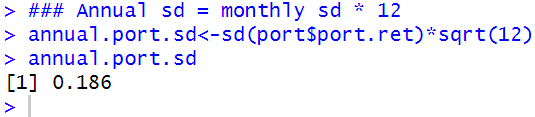 > ### Annual sd = monthly sd * 12
> annual.port.sd<-sd(port$port.ret)*sqrt(12)
> annual.port.sd
[1] 0.186
>